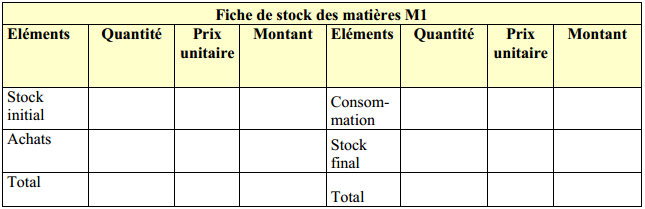 Fiche de stock des matières M1
Eléments Quantité Prix unitaire Montant Eléments Quantité Prix unitaire Montant
Stock initial
Consom-
mation
Achats
Stock final
Total
Total